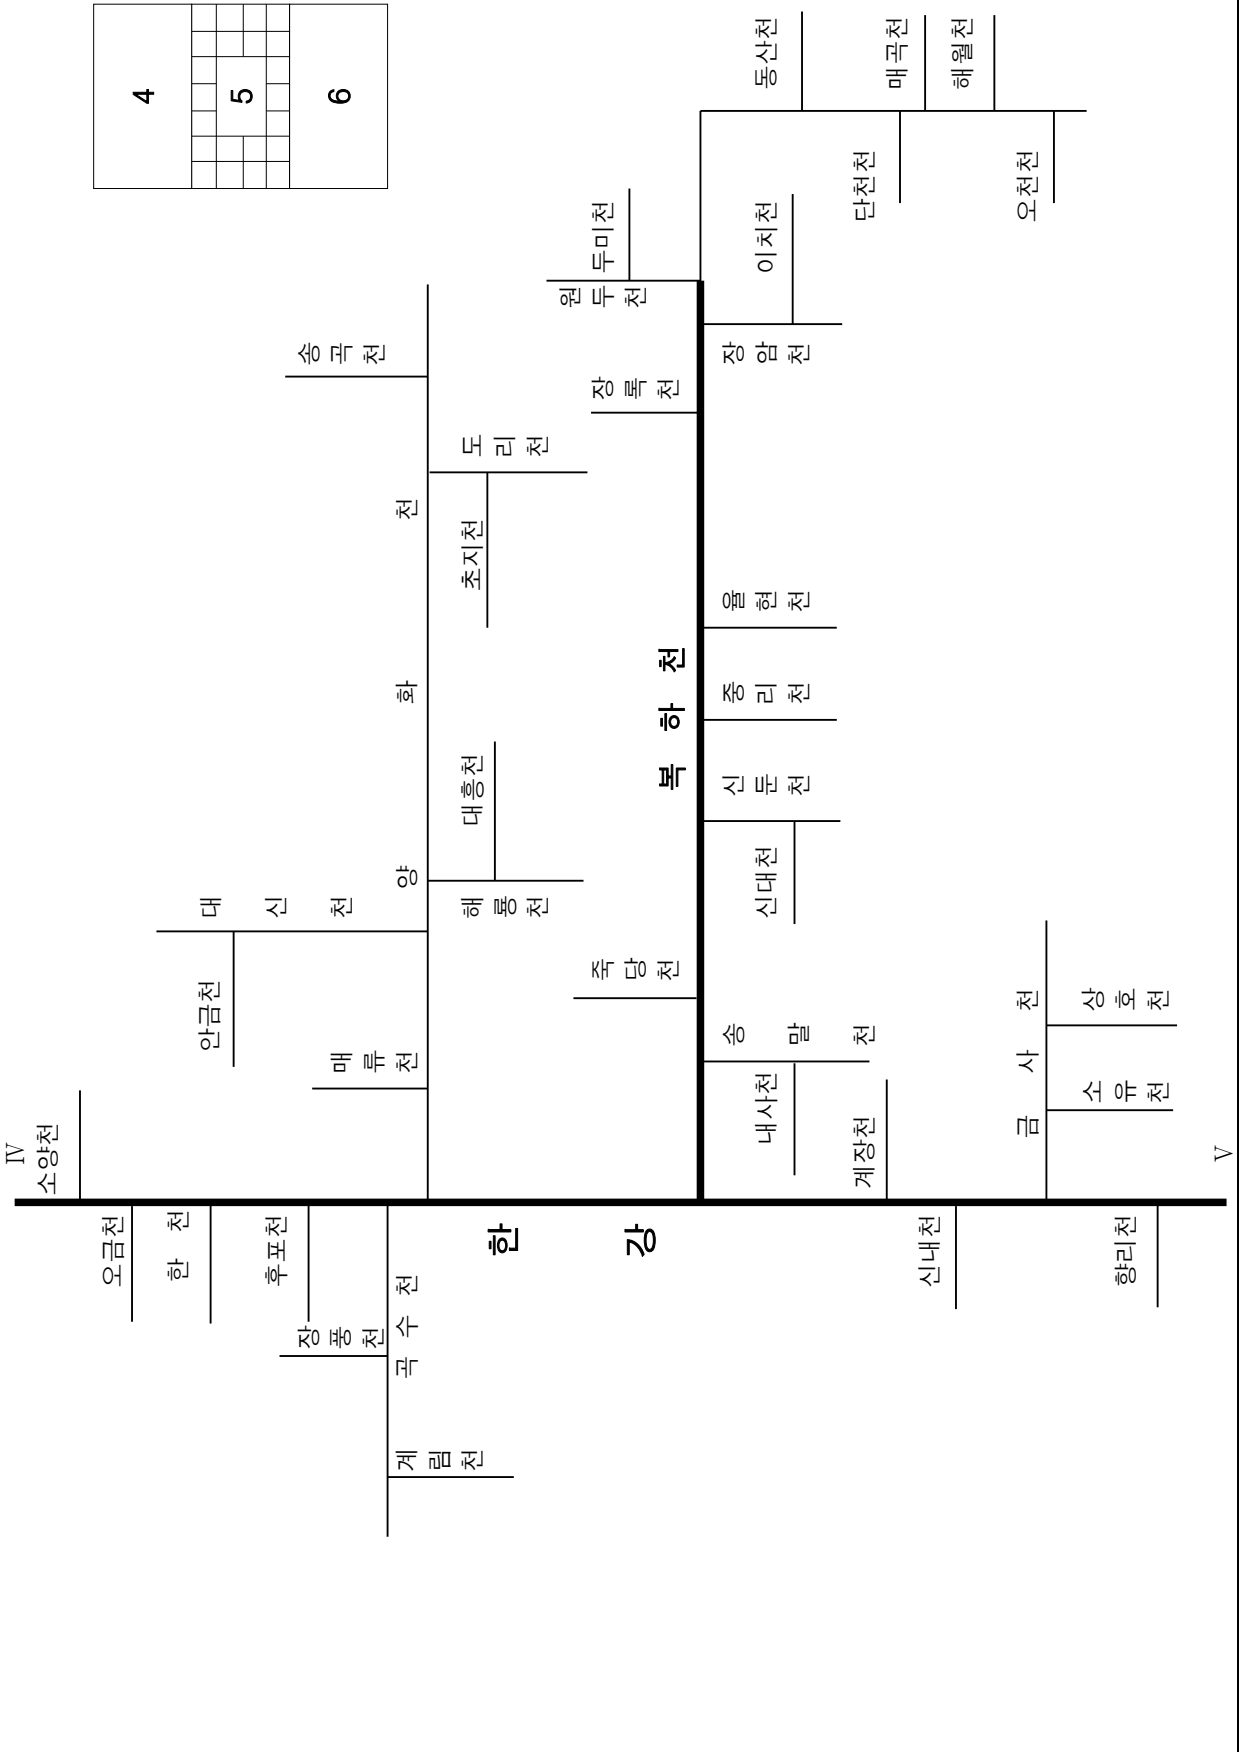 Ⅳ
소양천
오금천
4
한 천
안금천
대 신 천
5
후포천
장풍천
송곡천
6
매류천
곡 수 천
양 화 천
계림천
대흥천
초지천
해룡천
도리천
한 강
원두천
두미천
죽당천
장록천
복 하 천
송 말 천
신둔천
중리천
율현천
장암천
내사천
신대천
이치천
동산천
계장천
단천천
매곡천
신내천
해월천
금 사 천
오천천
소유천
상호천
향리천
Ⅴ